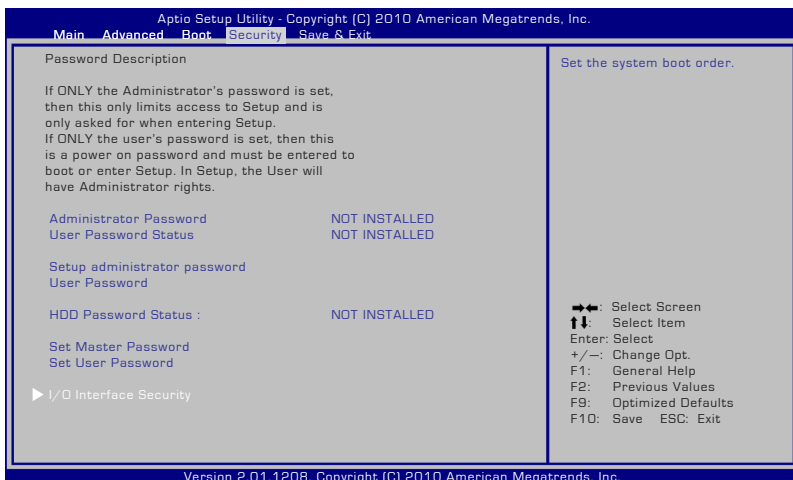 Aptio Setup Utility - Copyright (C) 2010 American Megatrends, Inc.
Main Advanced Boot Security Save & Exit
Password Description
If ONLY the Administrator's password is set,
then this only limits access to Setup and is
only asked for when entering Setup.
If ONLY the user's password is set, then this
is a power on password and must be entered to
boot or enter Setup. In Setup, the User will
have Administrator rights.
Administrator Password NOT INSTALLED
User Password Status NOT INSTALLED
Setup administrator password
User Password
HDD Password Status : NOT INSTALLED
Set Master Password
Set User Password
I/O Interface Security
Set the system boot order.
→←: Select Screen
↑↓: Select Item
Enter: Select
+/—: Change Opt.
F1: General Help
F2: Previous Values
F9: Optimized Defaults
F10: Save ESC: Exit
Version 2.01.1208. Copyright (C) 2010 American Megatrends, Inc.